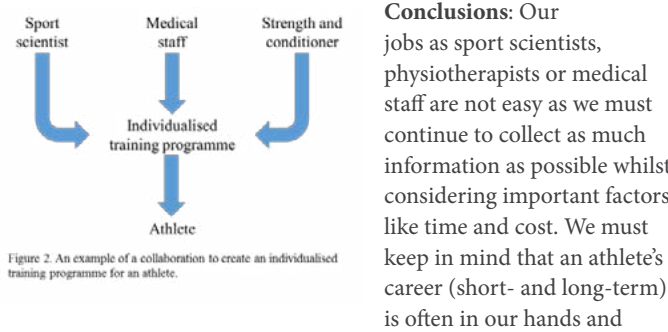 Sport
scientist
Medical
staff
Strength and
conditioner
Individualised
training programme
Athlete
Figure 2. An example of a collaboration to create an individualised
training programme for an athlete.
Conclusions: Our
jobs as sport scientists,
physiotherapists or medical
staff are not easy as we must
continue to collect as much
information as possible whilst
considering important factors
like time and cost. We must
keep in mind that an athlete’s
career (short- and long-term)
is often in our hands and